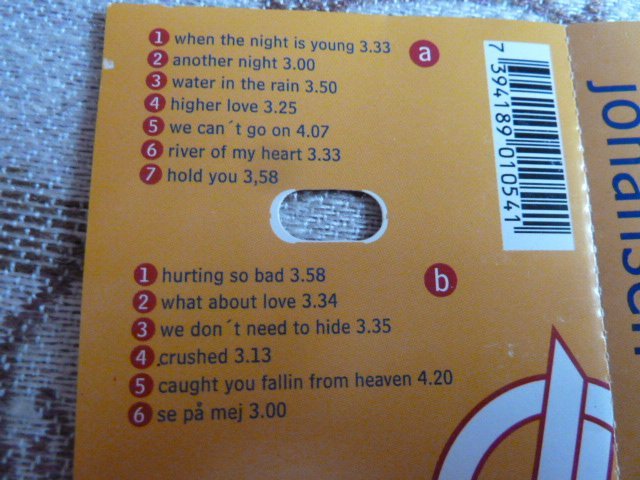 1 when the night is young 3.33
2 another night 3.00
3 water in the rain 3.50
4 higher love 3.25
5 we can´t go on 4.07
6 river of my heart 3.33
7 hold you 3,58
a
1 hurting so bad 3.58
2 what about love 3.34
3 we don´t need to hide 3.35
4 crushed 3.13
5 caught you fallin from heaven 4.20
6 se på mej 3.00
b
7 394189 010541
johansen